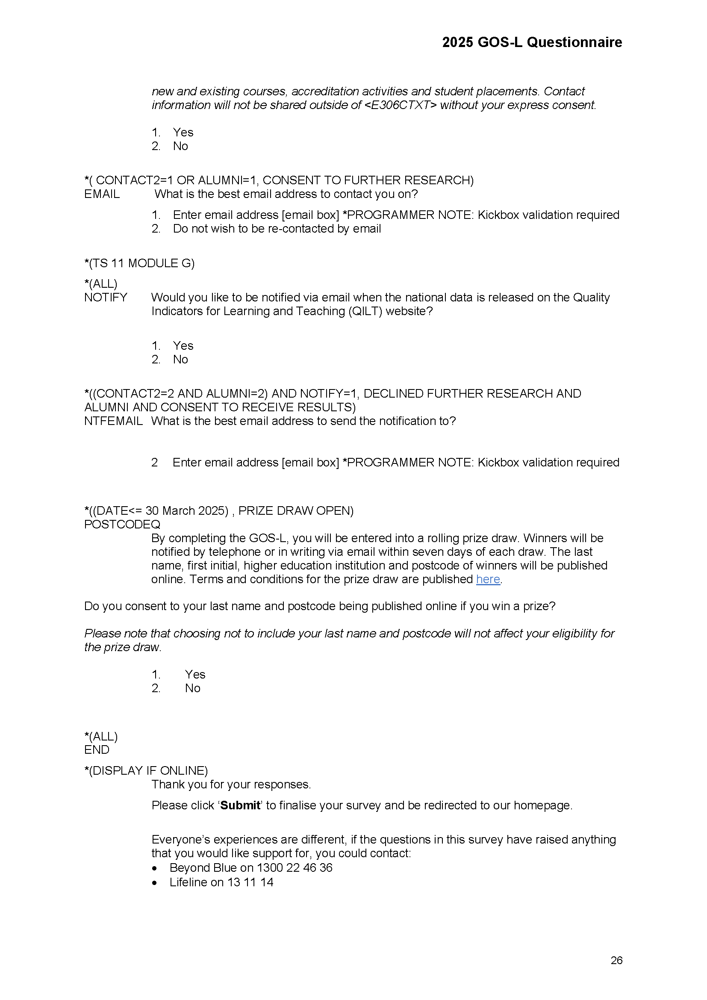 2025 GOS-L Questionnaire
new and existing courses, accreditation activities and student placements. Contact
information will not be shared outside of <E306CTXT> without your express consent.
1. Yes
2. No
*( CONTACT2=1 OR ALUMNI=1, CONSENT TO FURTHER RESEARCH)
EMAIL What is the best email address to contact you on?
1. Enter email address [email box] *PROGRAMMER NOTE: Kickbox validation required
2. Do not wish to be re-contacted by email
*(TS 11 MODULE G)
*(ALL)
NOTIFY Would you like to be notified via email when the national data is released on the Quality
Indicators for Learning and Teaching (QILT) website?
1. Yes
2. No
*((CONTACT2=2 AND ALUMNI=2) AND NOTIFY=1, DECLINED FURTHER RESEARCH AND
ALUMNI AND CONSENT TO RECEIVE RESULTS)
NTFEMAIL What is the best email address to send the notification to?
2 Enter email address [email box] *PROGRAMMER NOTE: Kickbox validation required
*((DATE<= 30 March 2025) , PRIZE DRAW OPEN)
POSTCODEQ
By completing the GOS-L, you will be entered into a rolling prize draw. Winners will be
notified by telephone or in writing via email within seven days of each draw. The last
name, first initial, higher education institution and postcode of winners will be published
online. Terms and conditions for the prize draw are published here.
Do you consent to your last name and postcode being published online if you win a prize?
Please note that choosing not to include your last name and postcode will not affect your eligibility for
the prize draw.
1. Yes
2. No
*(ALL)
END
*(DISPLAY IF ONLINE)
Thank you for your responses.
Please click ‘Submit’ to finalise your survey and be redirected to our homepage.
Everyone’s experiences are different, if the questions in this survey have raised anything
that you would like support for, you could contact:
• Beyond Blue on 1300 22 46 36
• Lifeline on 13 11 14
26